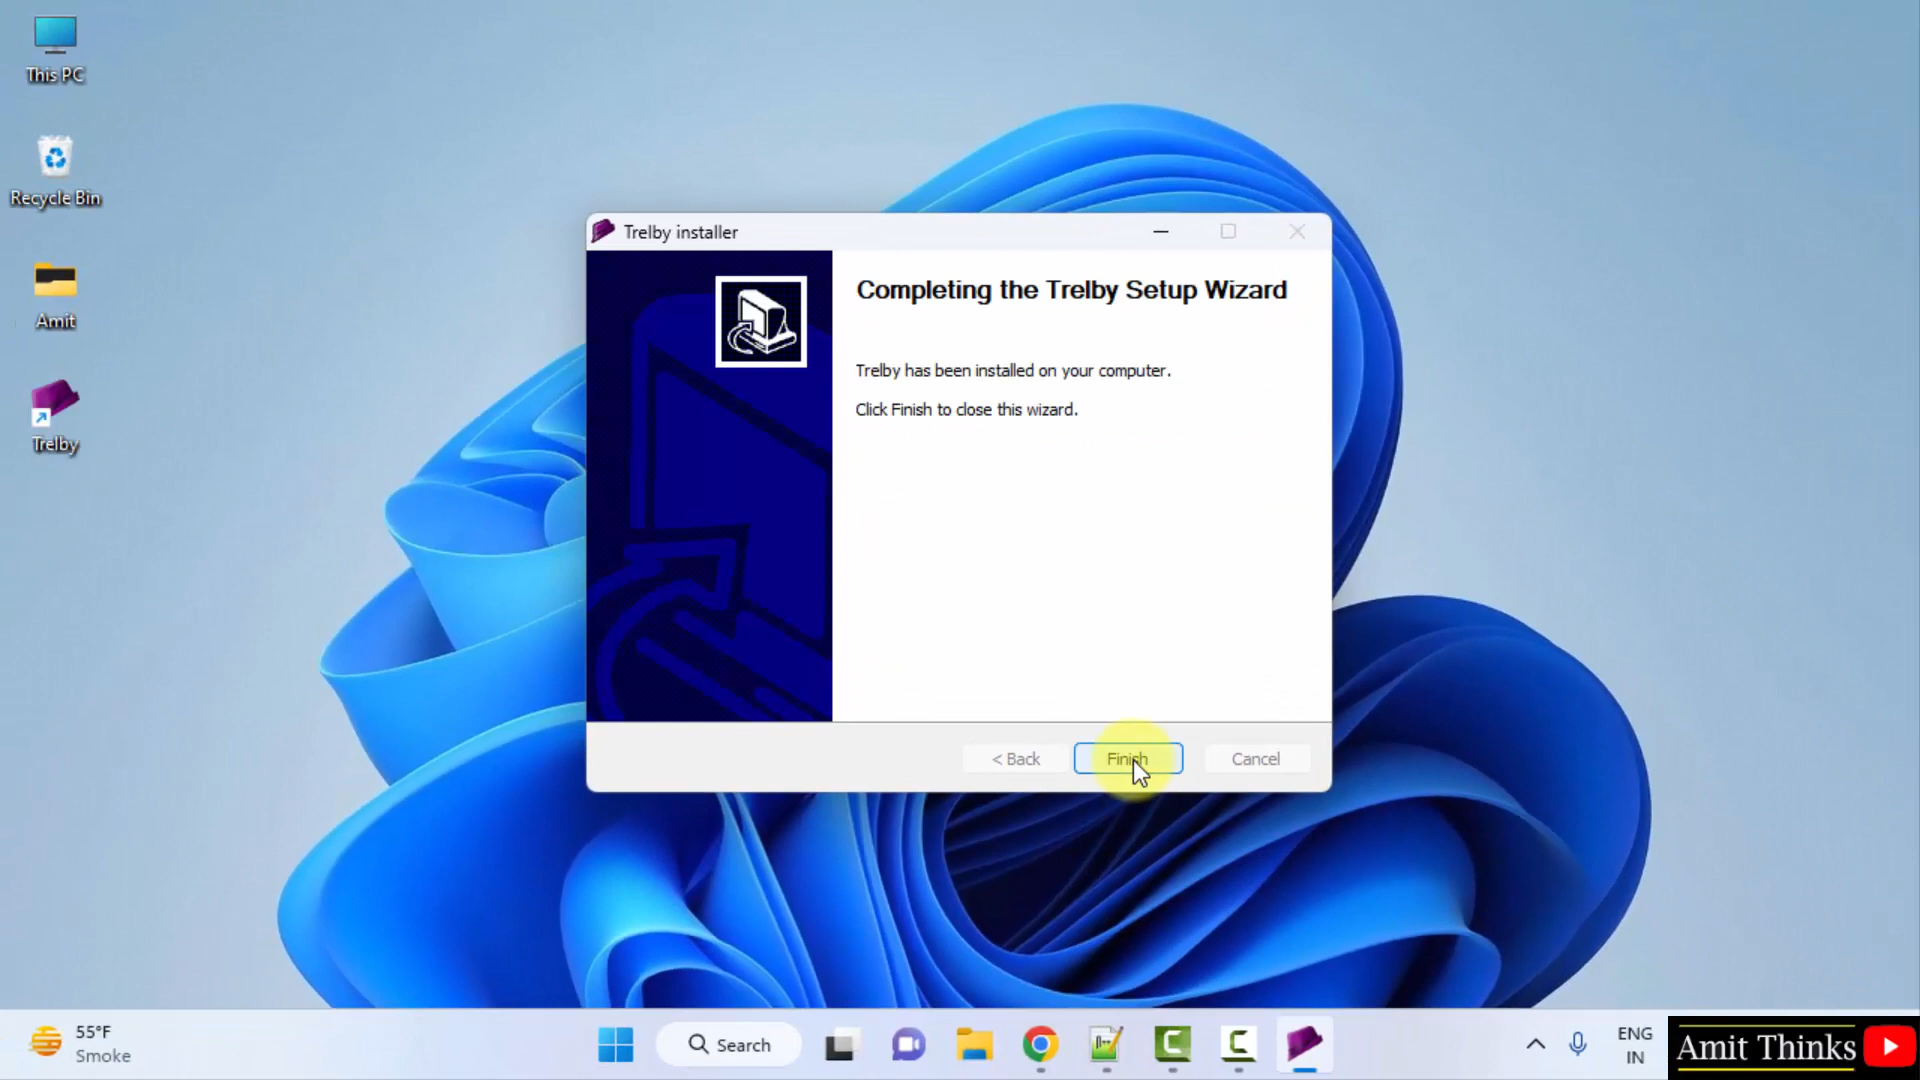 This PC
Recycle Bin
Amit
Trelby
Trelby installer
Completing the Trelby Setup Wizard
Trelby has been installed on your computer.
Click Finish to close this wizard.
< Back
Finish
Cancel
55°F
Smoke
Search
ENG
IN
Amit Thinks